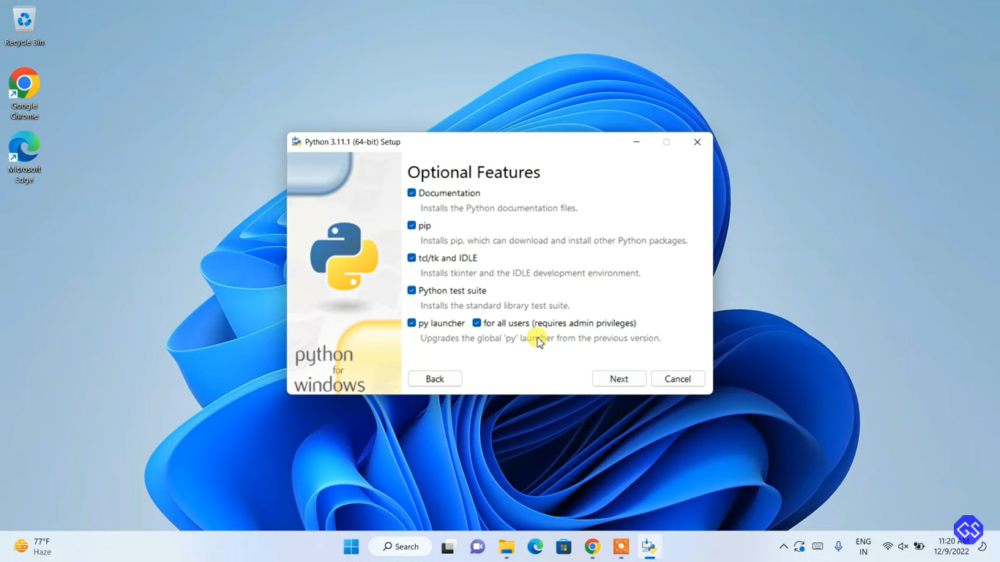 Recycle Bin
Google
Chrome
Microsoft
Edge
Python 3.11.1 (64-bit) Setup
Optional Features
Documentation
Installs the Python documentation files.
pip
Installs pip, which can download and install other Python packages.
tcl/tk and IDLE
Installs tkinter and the IDLE development environment.
Python test suite
Installs the standard library test suite.
py launcher for all users (requires admin privileges)
Upgrades the global 'py' launcher from the previous version.
python
for
windows
Back Next Cancel
77°F
Haze
Search
ENG
IN
11:20 AM
12/9/2022
GS